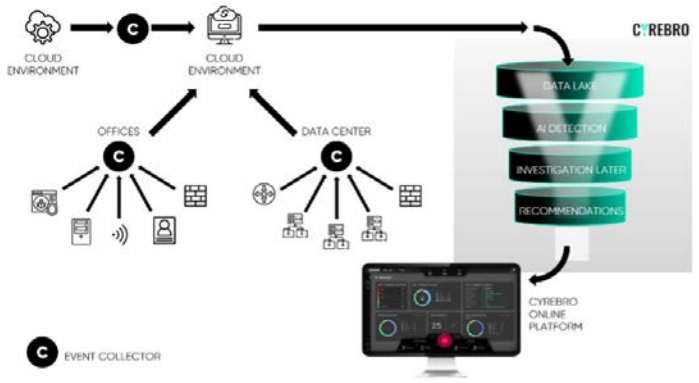 CYREBRO
C
CLOUD
ENVIRONMENT
CLOUD
ENVIRONMENT
DATA LAKE
AI DETECTION
INVESTIGATION LATER
RECOMMENDATIONS
OFFICES
C
DATA CENTER
C
CYREBRO
ONLINE
PLATFORM
25
C
EVENT COLLECTOR